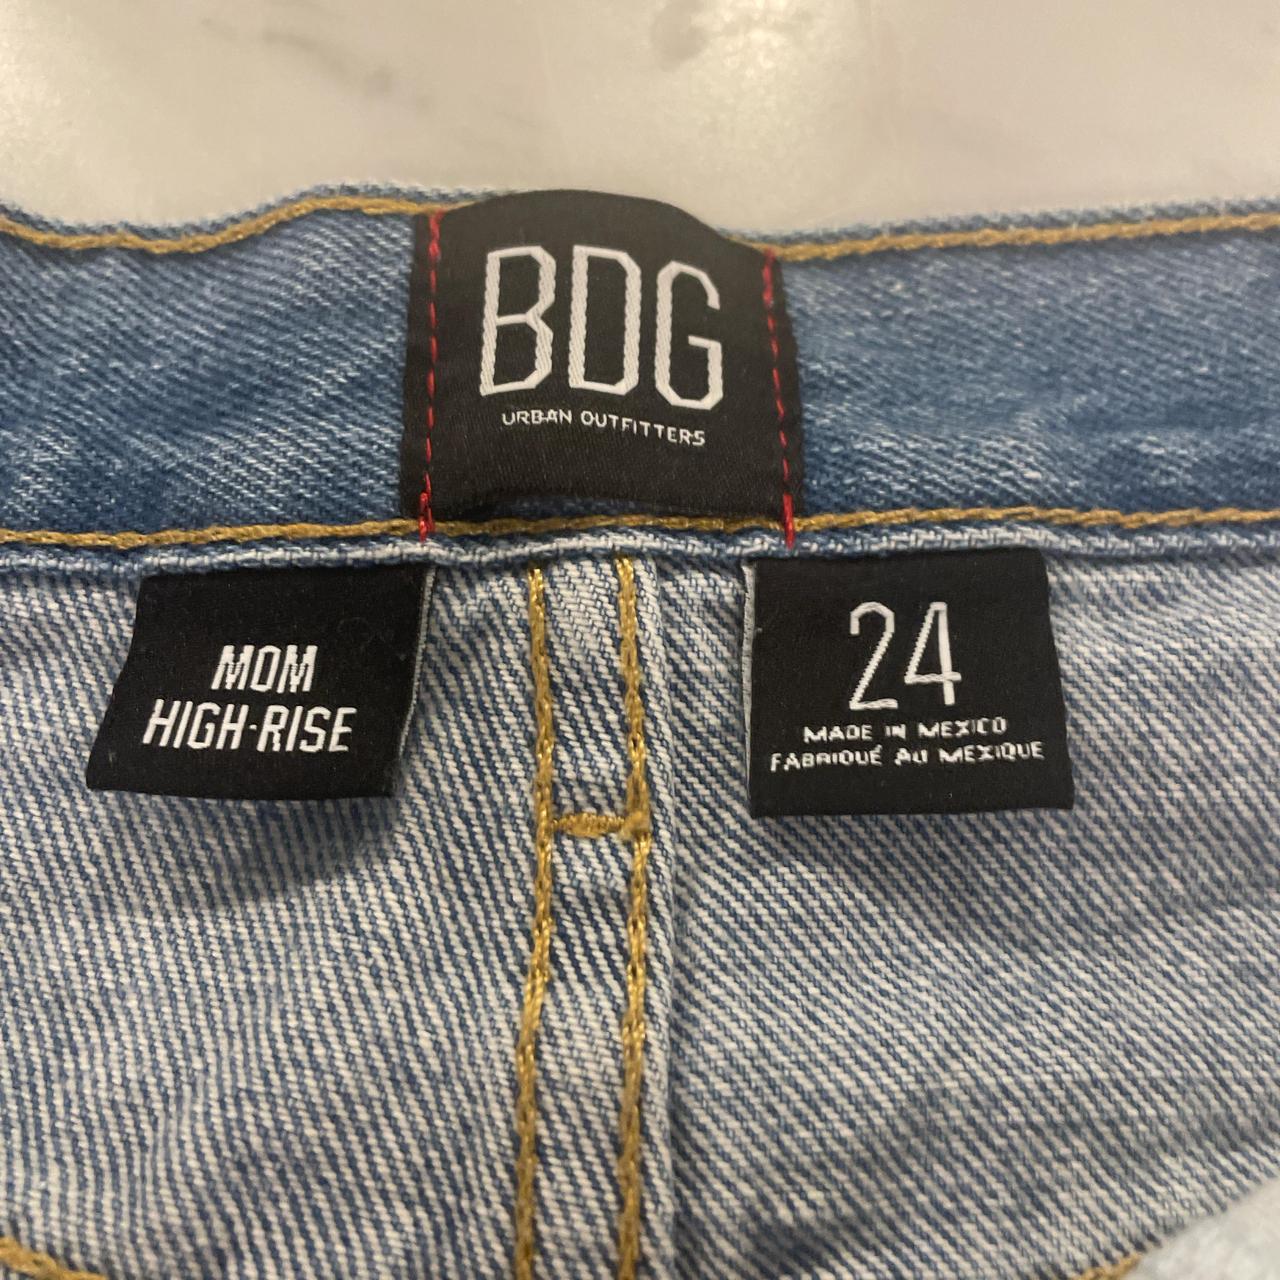 BDG
URBAN OUTFITTERS
MOM
HIGH-RISE
24
MADE IN MEXICO
FABRIQUÉ AU MEXIQUE